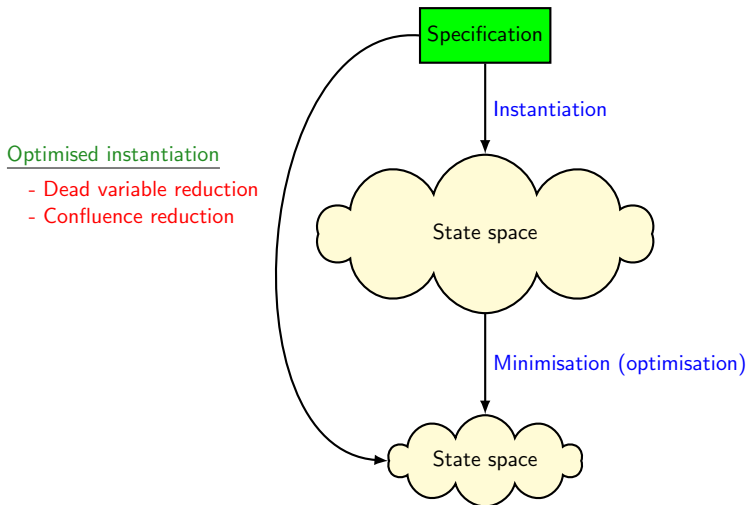 Specification
Instantiation
Optimised instantiation
- Dead variable reduction
- Confluence reduction
State space
Minimisation (optimisation)
State space